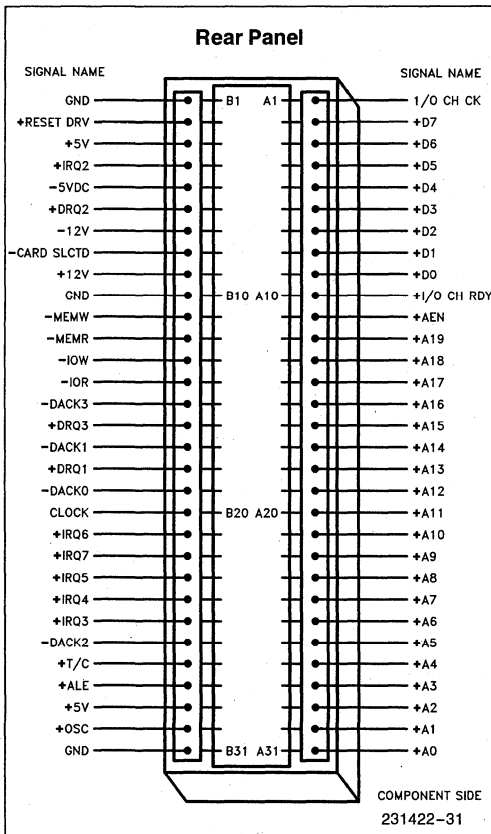 Rear Panel
SIGNAL NAME SIGNAL NAME
GND B1 A1 1/O CH CK
+RESET DRV +D7
+5V +D6
+IRQ2 +D5
-5VDC +D4
+DRQ2 +D3
-12V +D2
-CARD SLCTD +D1
+12V +D0
GND B10 A10 +I/O CH RDY
-MEMW +AEN
-MEMR +A19
-IOW +A18
-IOR +A17
-DACK3 +A16
+DRQ3 +A15
-DACK1 +A14
+DRQ1 +A13
-DACK0 +A12
CLOCK B20 A20 +A11
+IRQ6 +A10
+IRQ7 +A9
+IRQ5 +A8
+IRQ4 +A7
+IRQ3 +A6
-DACK2 +A5
+T/C +A4
+ALE +A3
+5V +A2
+OSC +A1
GND B31 A31 +A0
COMPONENT SIDE
231422-31